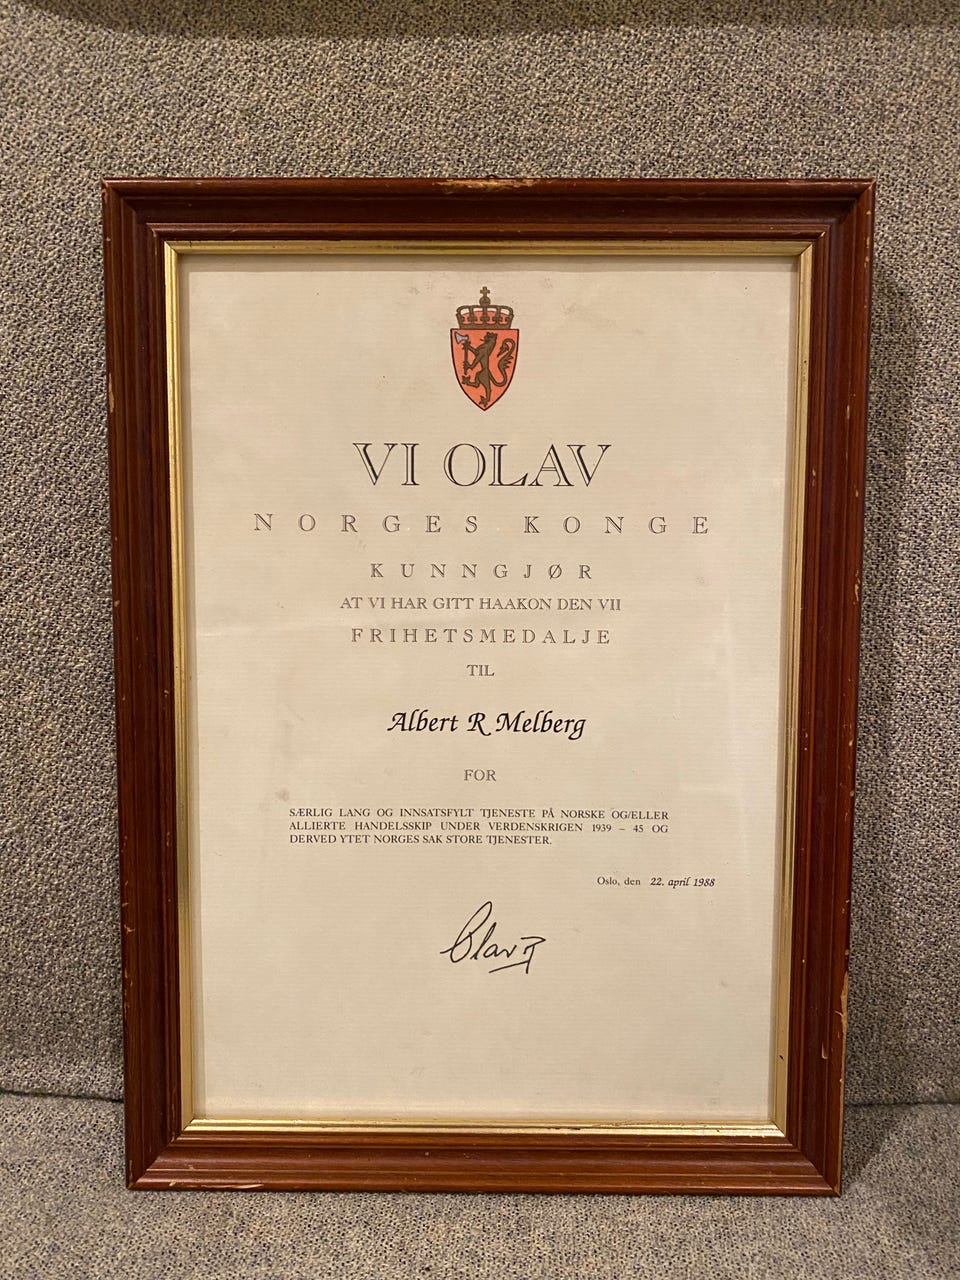 VI OLAV
NORGES KONGE
KUNNGJØR
AT VI HAR GITT HAAKON DEN VII
FRIHETSMEDALJE
TIL
Albert R Melberg
FOR
SÆRLIG LANG OG INNSATSFYLT TJENESTE PÅ NORSKE OG/ELLER
ALLIERTE HANDELSSKIP UNDER VERDENSKRIGEN 1939 – 45 OG
DERVED YTET NORGES SAK STORE TJENESTER.
Oslo, den 22. april 1988
Olav R